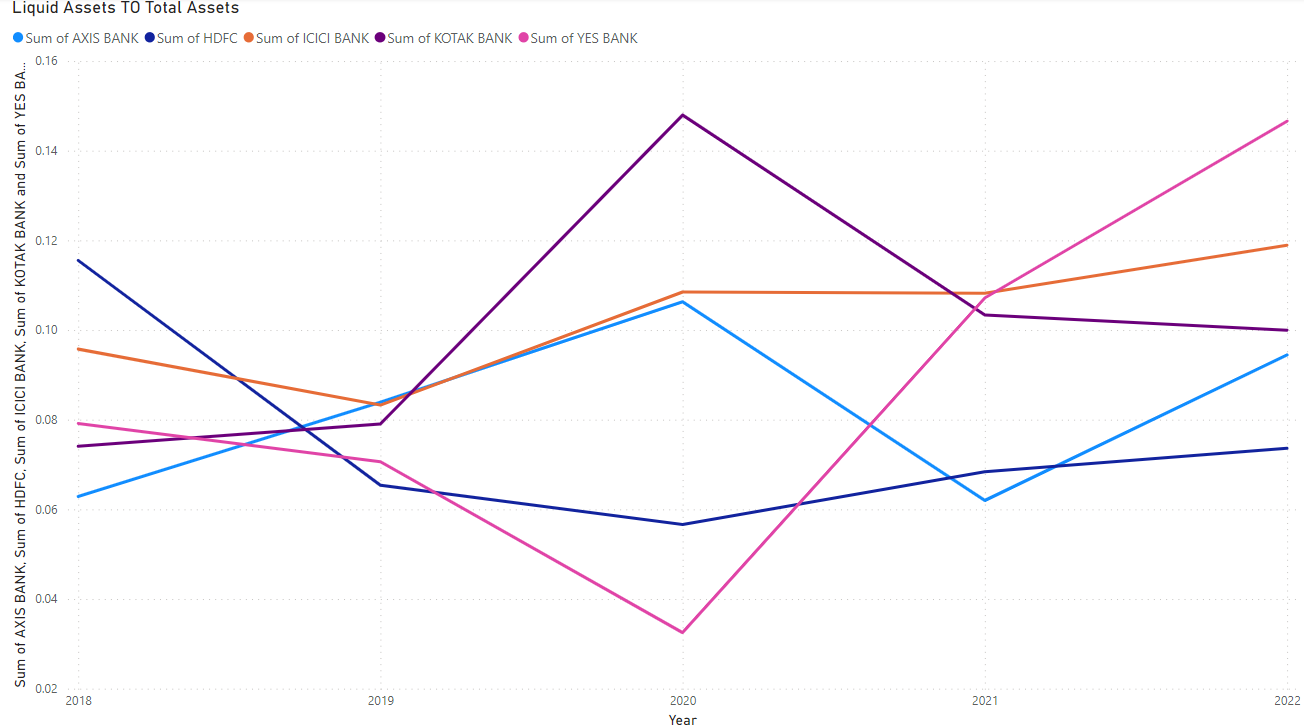 Liquid Assets TO Total Assets
Sum of AXIS BANK Sum of HDFC Sum of ICICI BANK Sum of KOTAK BANK Sum of YES BANK
Sum of AXIS BANK, Sum of HDFC, Sum of ICICI BANK, Sum of KOTAK BANK and Sum of YES BA...
0.16
0.14
0.12
0.10
0.08
0.06
0.04
0.02
2018 2019 2020 2021 2022
Year